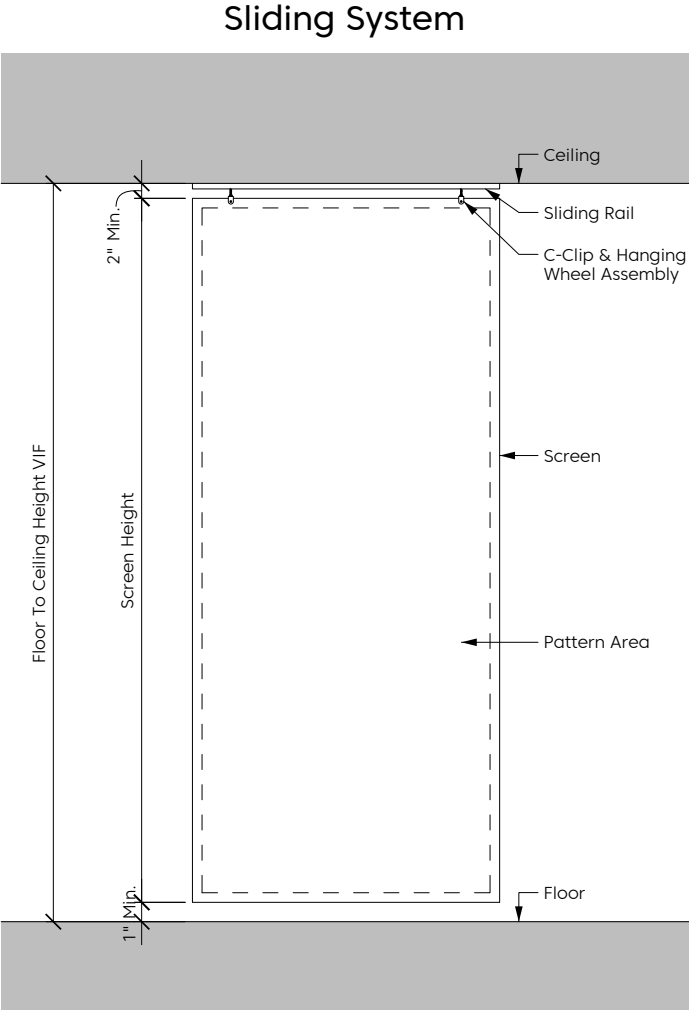 Sliding System
Ceiling
2" Min.
Sliding Rail
C-Clip & Hanging
Wheel Assembly
Floor To Ceiling Height VIF
Screen Height
Screen
Pattern Area
1" Min.
Floor